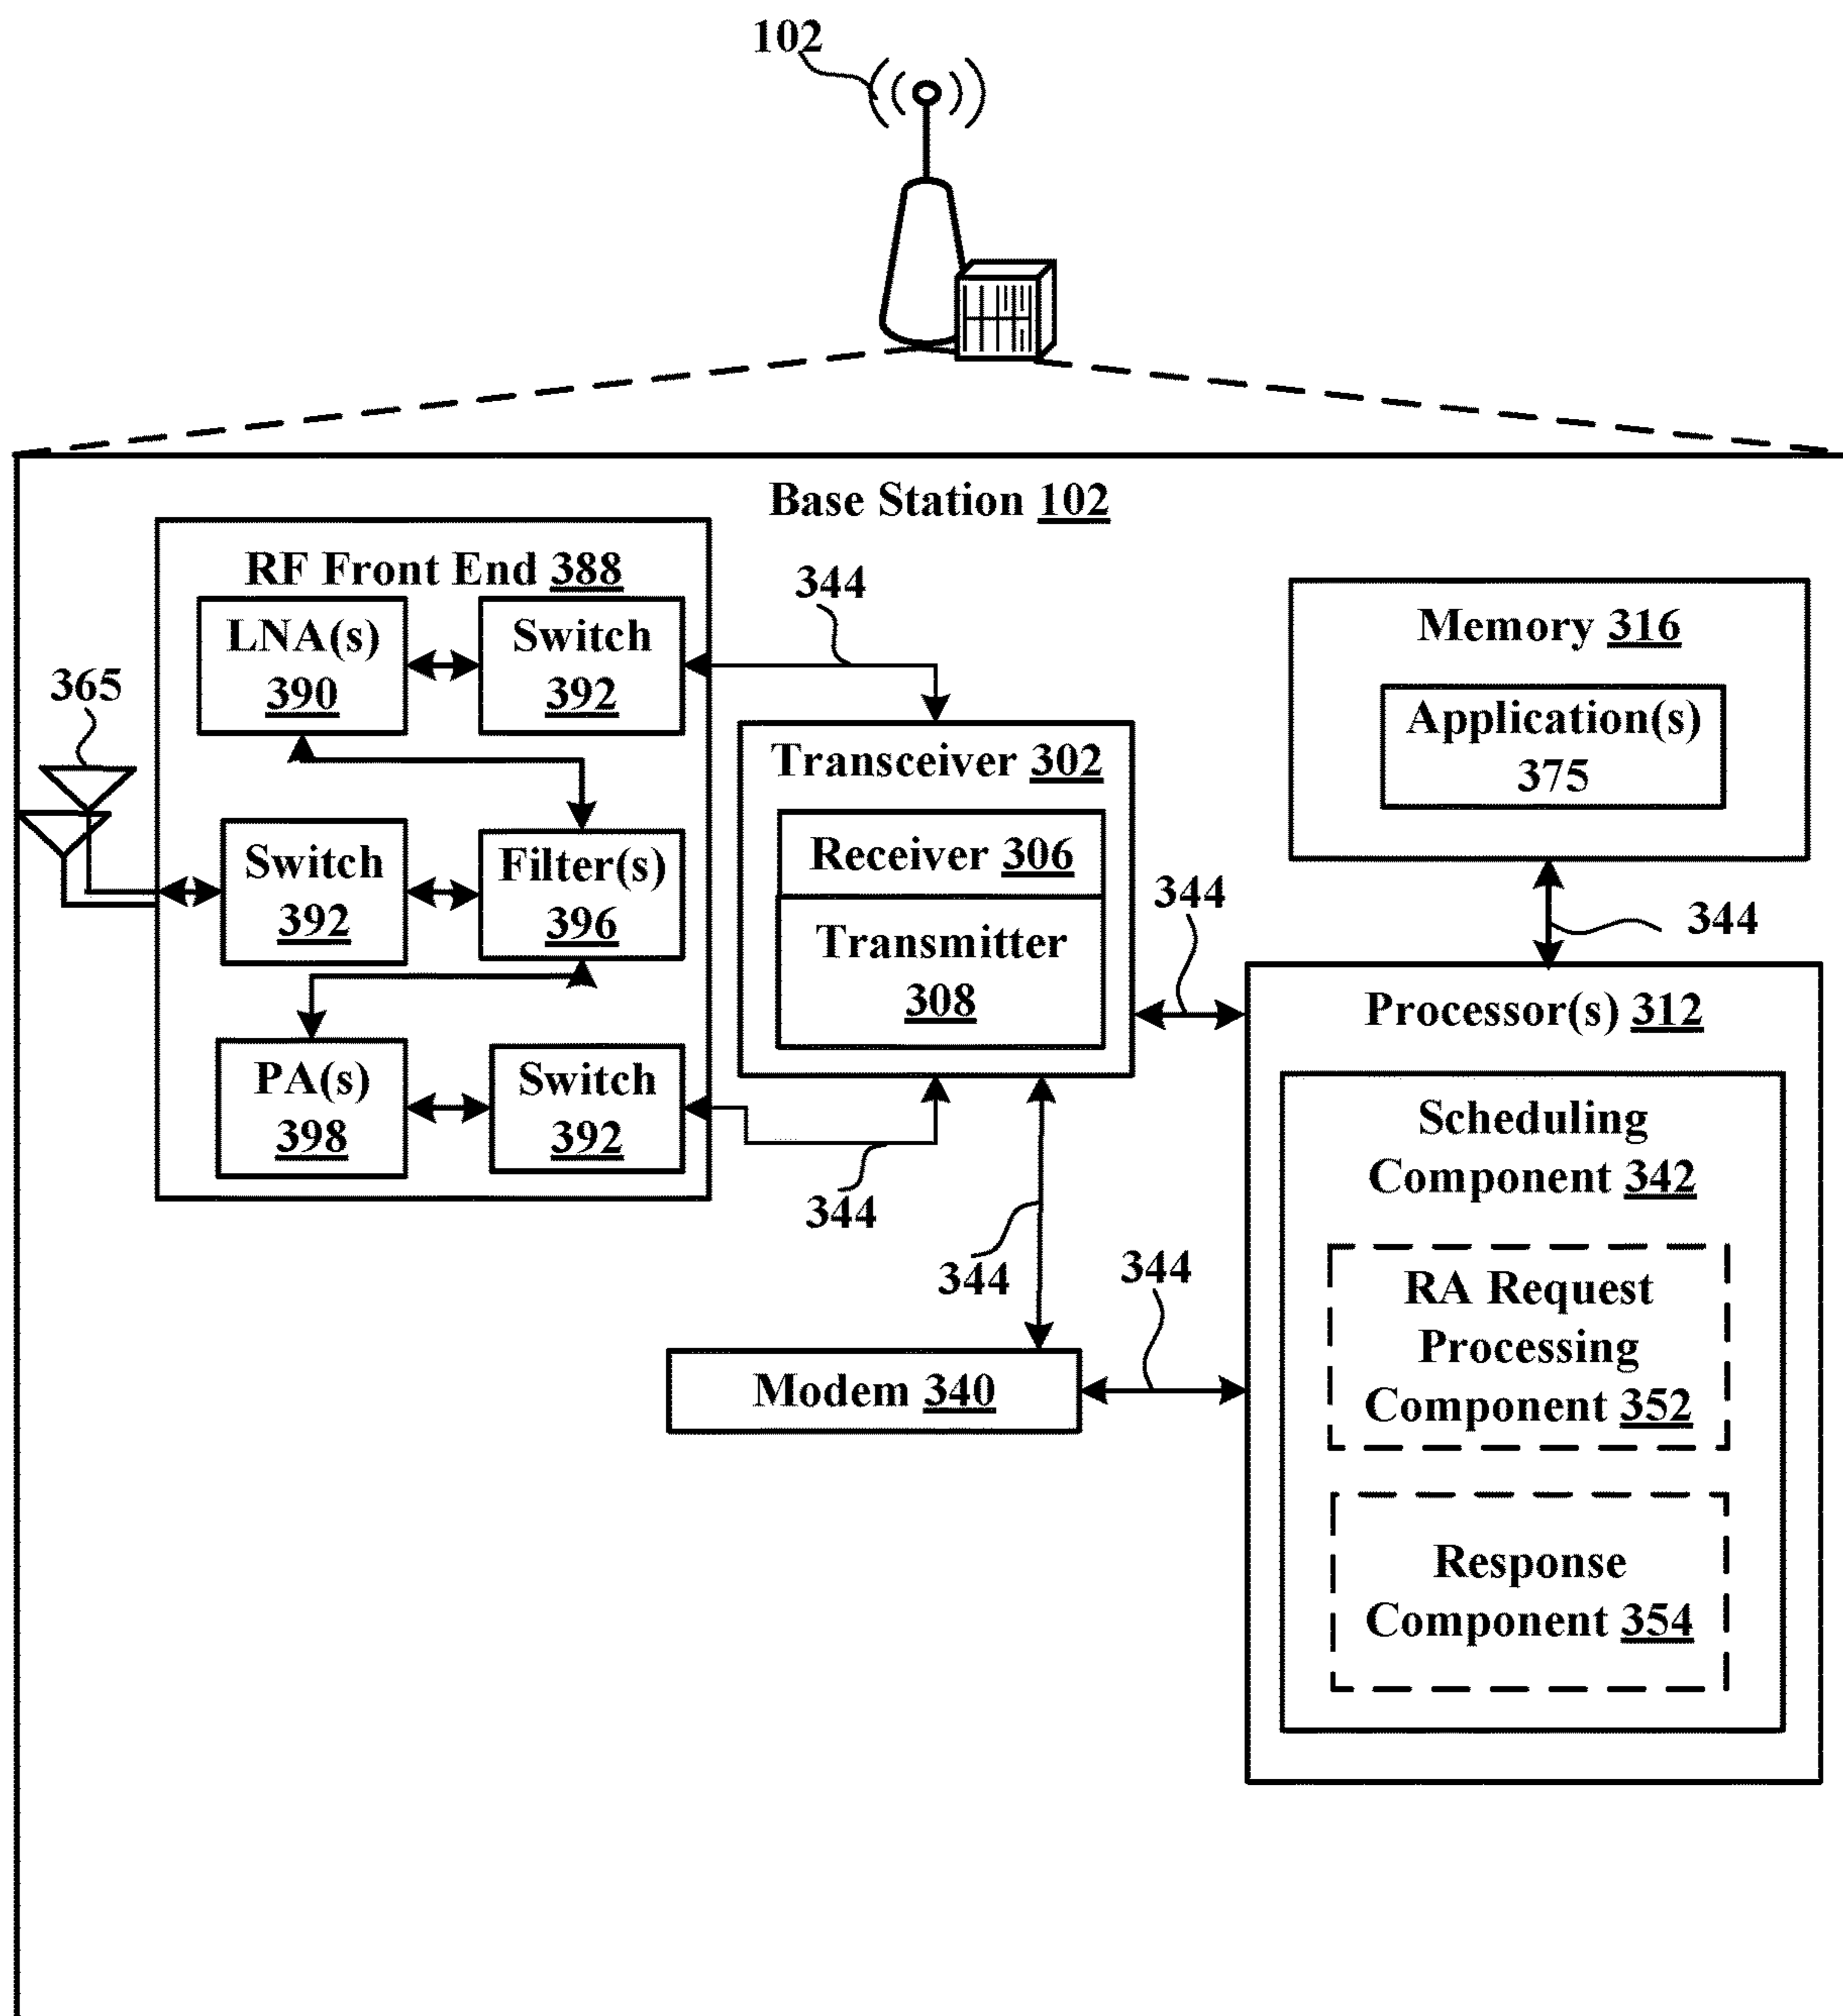 102
Base Station 102
RF Front End 388
LNA(s)
390
Switch
392
344
365
Switch
392
Filter(s)
396
PA(s)
398
Switch
392
344
Transceiver 302
Receiver 306
Transmitter
308
344
344
Modem 340
344
Memory 316
Application(s)
375
344
Processor(s) 312
Scheduling
Component 342
RA Request
Processing
Component 352
Response
Component 354